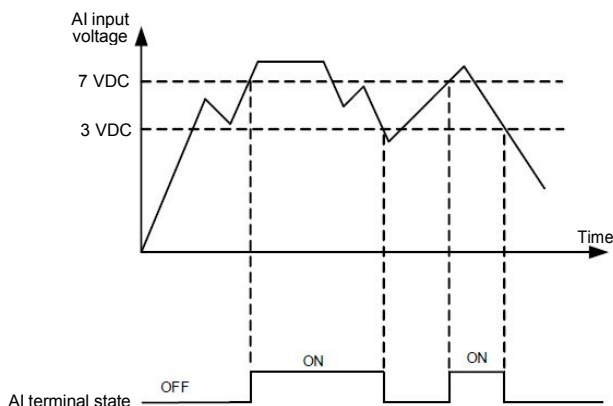 AI input
voltage
7 VDC
3 VDC
Time
ON
ON
OFF
AI terminal state